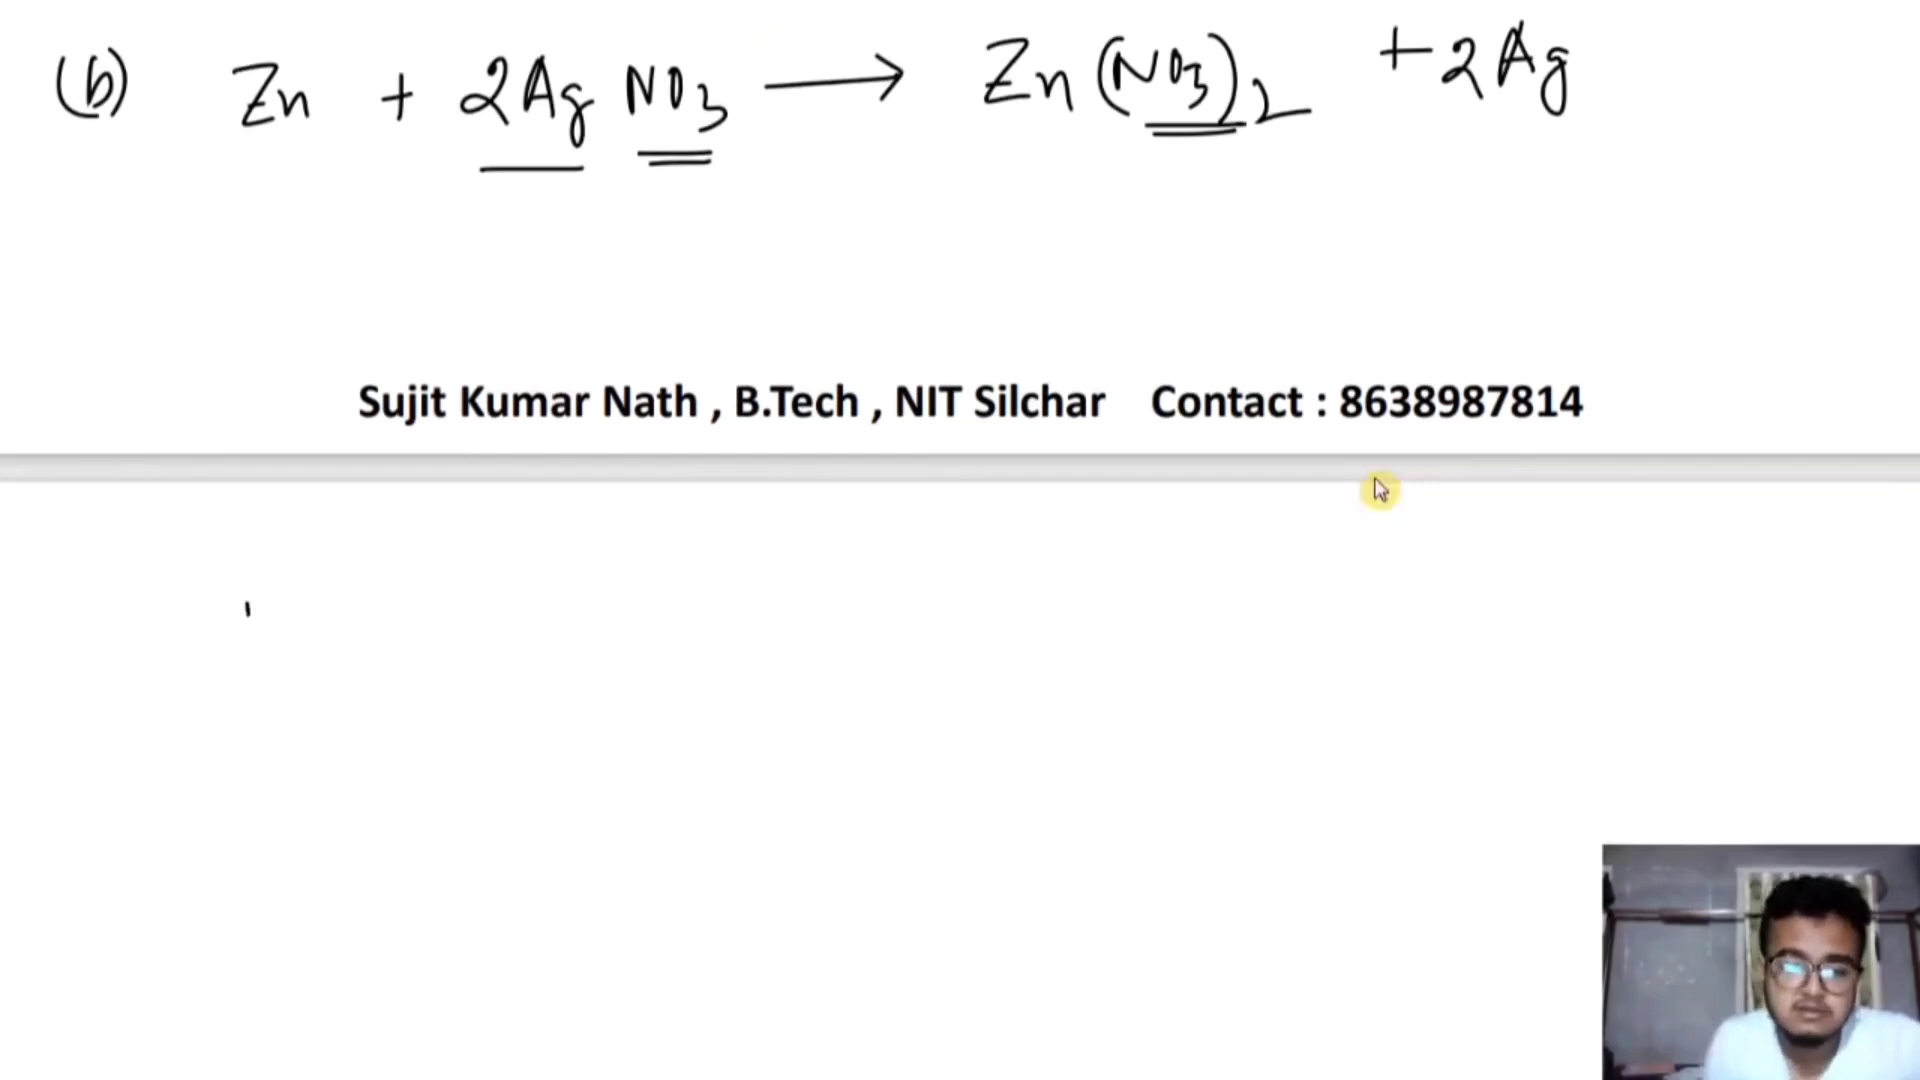 (b) Zn + 2AgNO3 → Zn(NO3)2 + 2Ag
Sujit Kumar Nath , B.Tech , NIT Silchar Contact : 8638987814